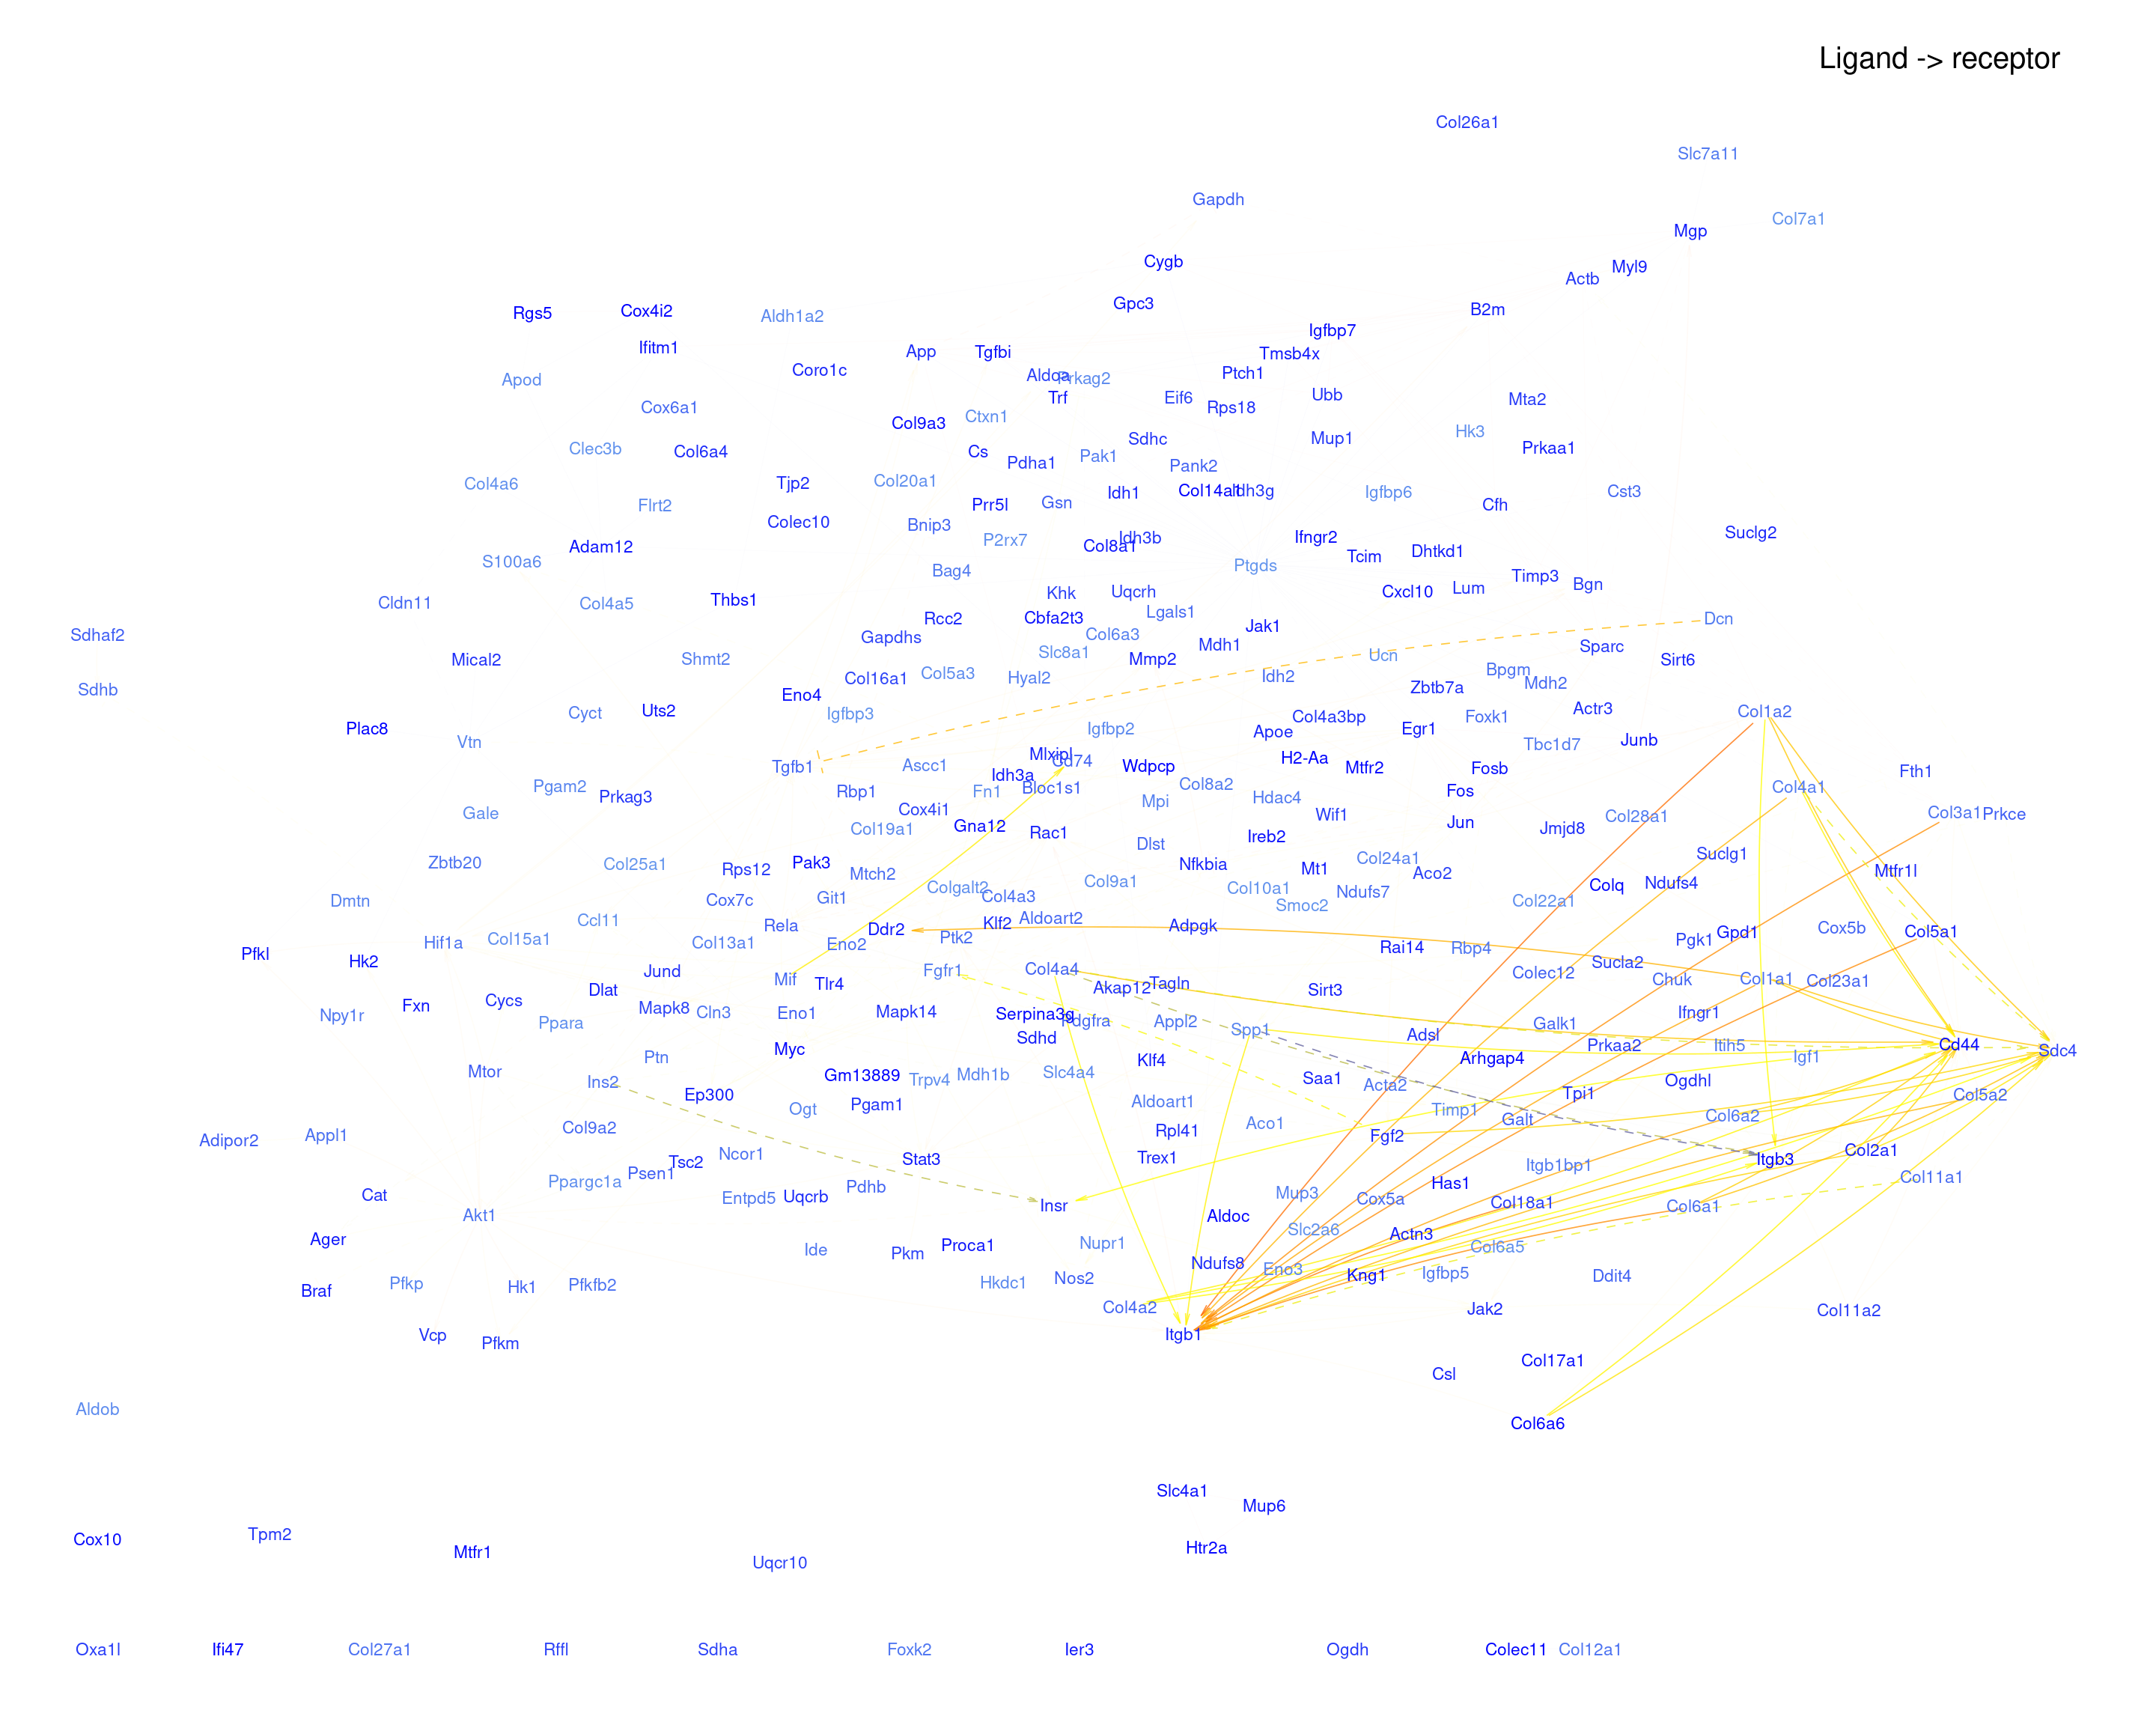 Ligand -> receptor
Col26a1
Slc7a11
Gapdh
Col7a1
Mgp
Cygb
Myl9
Actb
Gpc3
B2m
Rgs5
Cox4i2
Aldh1a2
Igfbp7
Ifitm1
App
Tgfbi
Tmsb4x
Coro1c
Ptch1
Aldoa
Prkag2
Apod
Trf
Eif6
Ubb
Mta2
Cox6a1
Rps18
Ctxn1
Col9a3
Hk3
Sdhc
Mup1
Clec3b
Col6a4
Cs
Prkaa1
Pak1
Pdha1
Pank2
Col4a6
Tjp2
Col20a1
Idh1
Col14a1
Idh3g
Igfbp6
Cst3
Flrt2
Prr5l
Gsn
Cfh
Colec10
Bnip3
Suclg2
Adam12
P2rx7
Idh3b
Col8a1
Ifngr2
Dhtkd1
Tcim
S100a6
Bag4
Ptgds
Timp3
Bgn
Cldn11
Col4a5
Thbs1
Khk
Uqcrh
Cxcl10
Lum
Lgals1
Rcc2
Cbfa2t3
Dcn
Jak1
Sdhaf2
Gapdhs
Col6a3
Mdh1
Sparc
Slc8a1
Mical2
Shmt2
Mmp2
Ucn
Sirt6
Col5a3
Bpgm
Col16a1
Hyal2
Idh2
Mdh2
Sdhb
Eno4
Zbtb7a
Cyct
Uts2
Igfbp3
Col4a3bp
Foxk1
Actr3
Col1a2
Plac8
Igfbp2
Apoe
Egr1
Vtn
Tbc1d7
Junb
Mlxipl
Cd74
H2-Aa
Tgfb1
Ascc1
Idh3a
Wdpcp
Mtfr2
Fosb
Fth1
Pgam2
Prkag3
Rbp1
Fn1
Bloc1s1
Col8a2
Fos
Col4a1
Gale
Cox4i1
Mpi
Hdac4
Wif1
Col28a1
Col3a1
Prkce
Col19a1
Gna12
Rac1
Ireb2
Jun
Jmjd8
Dlst
Suclg1
Zbtb20
Col25a1
Rps12
Pak3
Mtch2
Nfkbia
Mt1
Col24a1
Aco2
Mtfr1l
Col9a1
Colgalt2
Col4a3
Col10a1
Ndufs7
Colq
Ndufs4
Dmtn
Cox7c
Git1
Smoc2
Col22a1
Ccl11
Rela
Ddr2
Klf2
Aldoart2
Adpgk
Cox5b
Col5a1
Hif1a
Col15a1
Col13a1
Eno2
Ptk2
Rai14
Rbp4
Pgk1
Gpd1
Pfkl
Hk2
Jund
Mif
Fgfr1
Col4a4
Colec12
Sucla2
Chuk
Col1a1
Col23a1
Tlr4
Akap12
Tagln
Sirt3
Fxn
Cycs
Dlat
Npy1r
Ppara
Mapk8
Cln3
Eno1
Mapk14
Serpina3g
Pdgfra
Appl2
Spp1
Galk1
Ifngr1
Sdhd
Adsl
Prkaa2
Itih5
Igf1
Cd44
Sdc4
Ptn
Myc
Klf4
Arhgap4
Mtor
Ins2
Gm13889
Trpv4
Mdh1b
Slc4a4
Saa1
Acta2
Ogdhl
Ep300
Ogt
Pgam1
Aldoart1
Timp1
Tpi1
Col5a2
Adipor2
Appl1
Col9a2
Rpl41
Aco1
Fgf2
Galt
Col6a2
Tsc2
Ncor1
Stat3
Trex1
Itgb1bp1
Itgb3
Col2a1
Ppargc1a
Psen1
Pdhb
Mup3
Has1
Col11a1
Cat
Entpd5
Uqcrb
Insr
Cox5a
Col18a1
Col6a1
Akt1
Aldoc
Slc2a6
Actn3
Ager
Ide
Pkm
Proca1
Nupr1
Col6a5
Braf
Pfkp
Hk1
Pfkfb2
Hkdc1
Nos2
Ndufs8
Eno3
Kng1
Igfbp5
Ddit4
Col4a2
Jak2
Col11a2
Vcp
Pfkm
Itgb1
Csl
Col17a1
Aldob
Col6a6
Slc4a1
Mup6
Cox10
Tpm2
Mtfr1
Uqcr10
Htr2a
Oxa1l
Ifi47
Col27a1
Rffl
Sdha
Foxk2
Ier3
Ogdh
Colec11
Col12a1